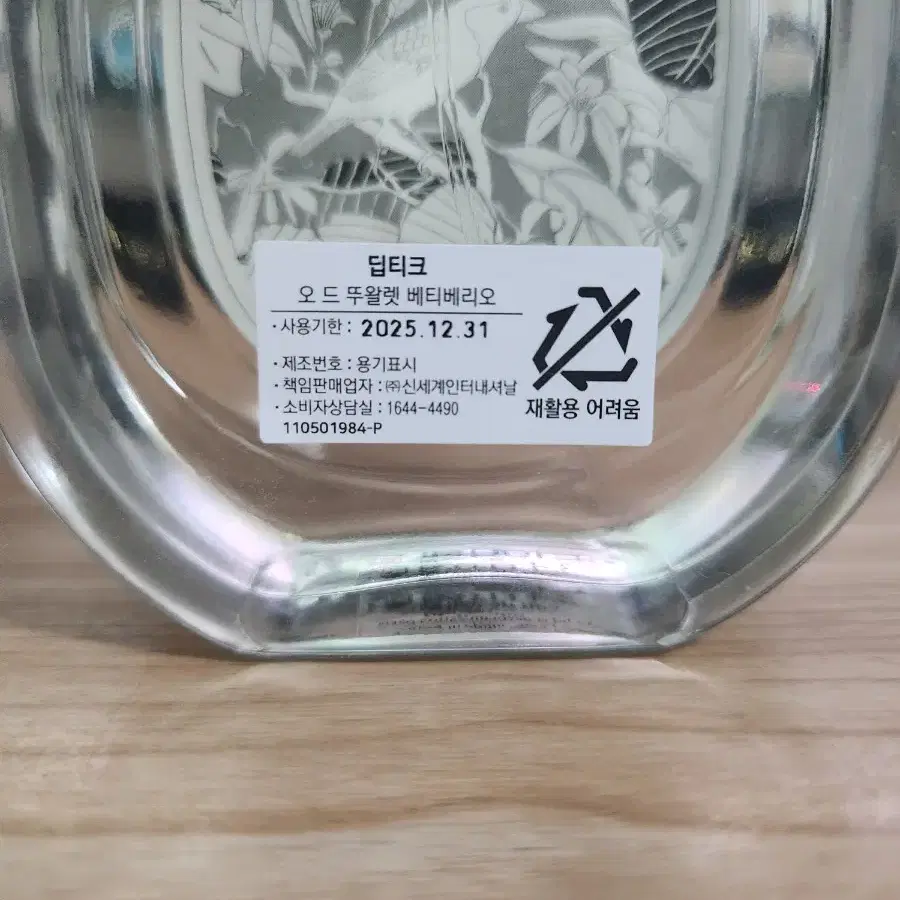 딥티크
오 드 뚜왈렛 베티베리오
·사용기한 : 2025.12.31
·제조번호 : 용기표시
·책임판매업자 : ㈜신세계인터내셔날
·소비자상담실 : 1644-4490
110501984-P
재활용 어려움